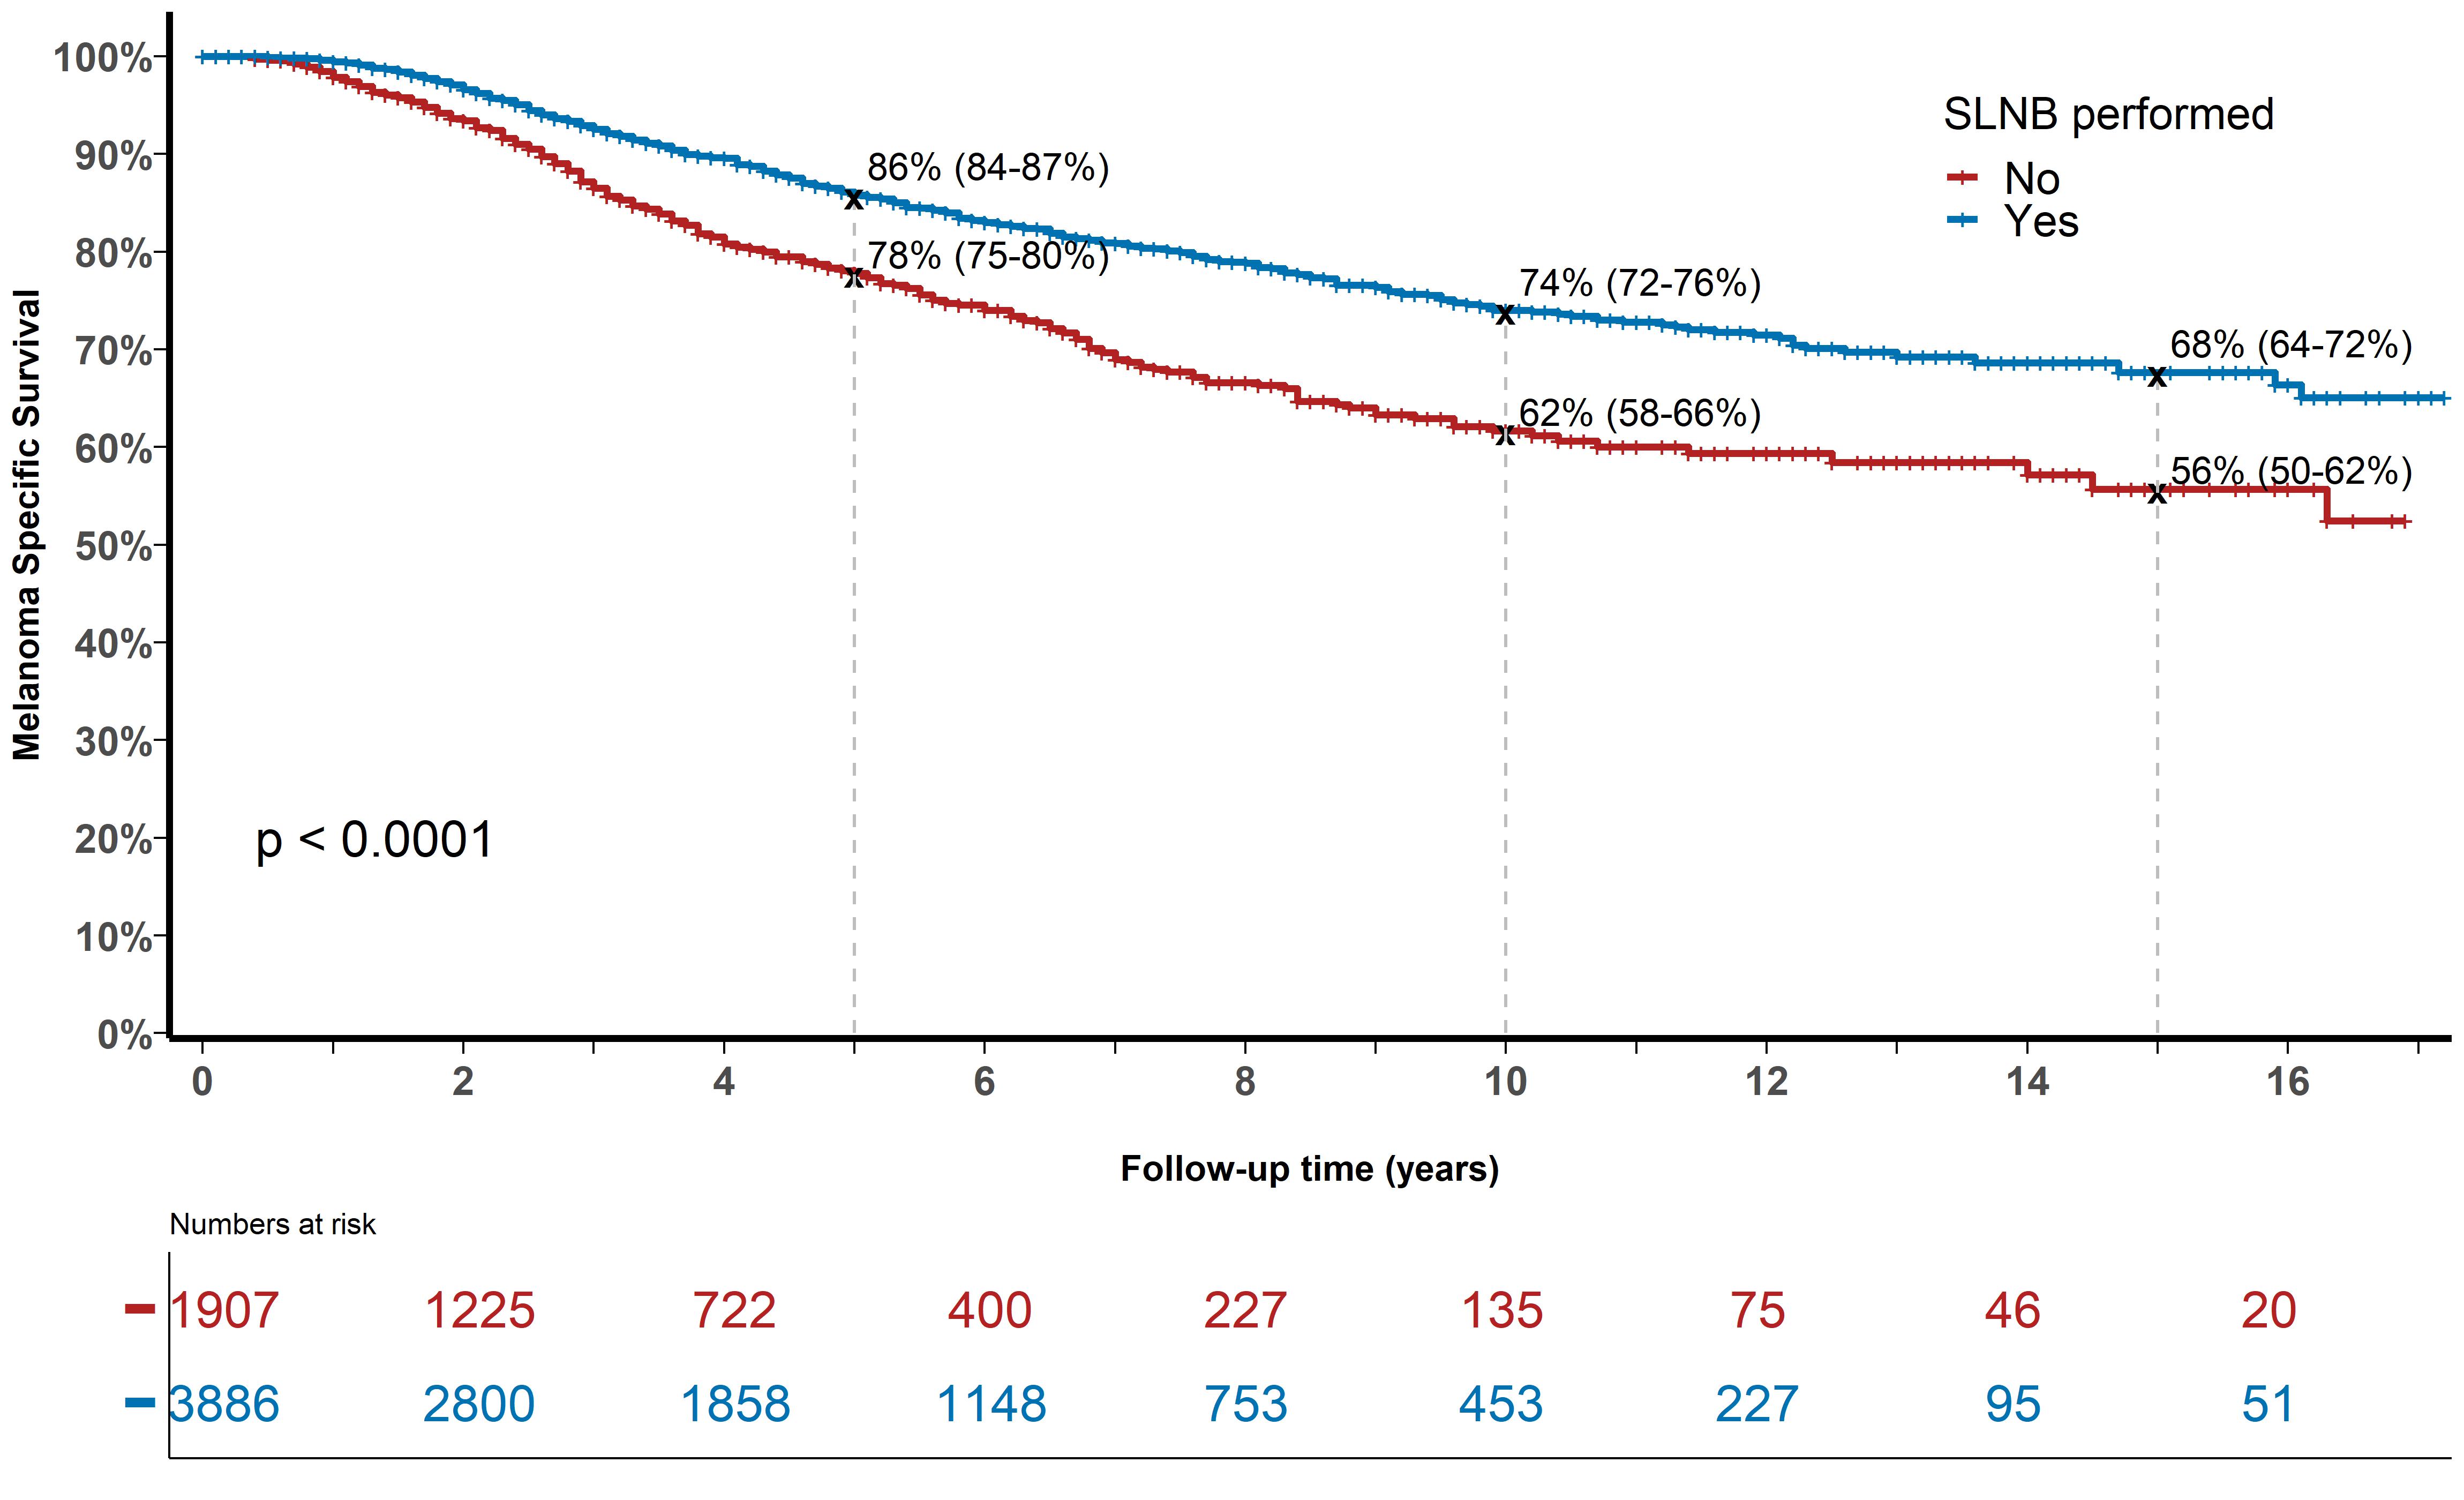 Melanoma Specific Survival
100%
90%
80%
70%
60%
50%
40%
30%
20%
10%
0%
SLNB performed
No
Yes
86% (84-87%)
78% (75-80%)
74% (72-76%)
62% (58-66%)
68% (64-72%)
56% (50-62%)
x
x
x
x
x
x
p < 0.0001
0 2 4 6 8 10 12 14 16
Follow-up time (years)
Numbers at risk
1907 1225 722 400 227 135 75 46 20
3886 2800 1858 1148 753 453 227 95 51